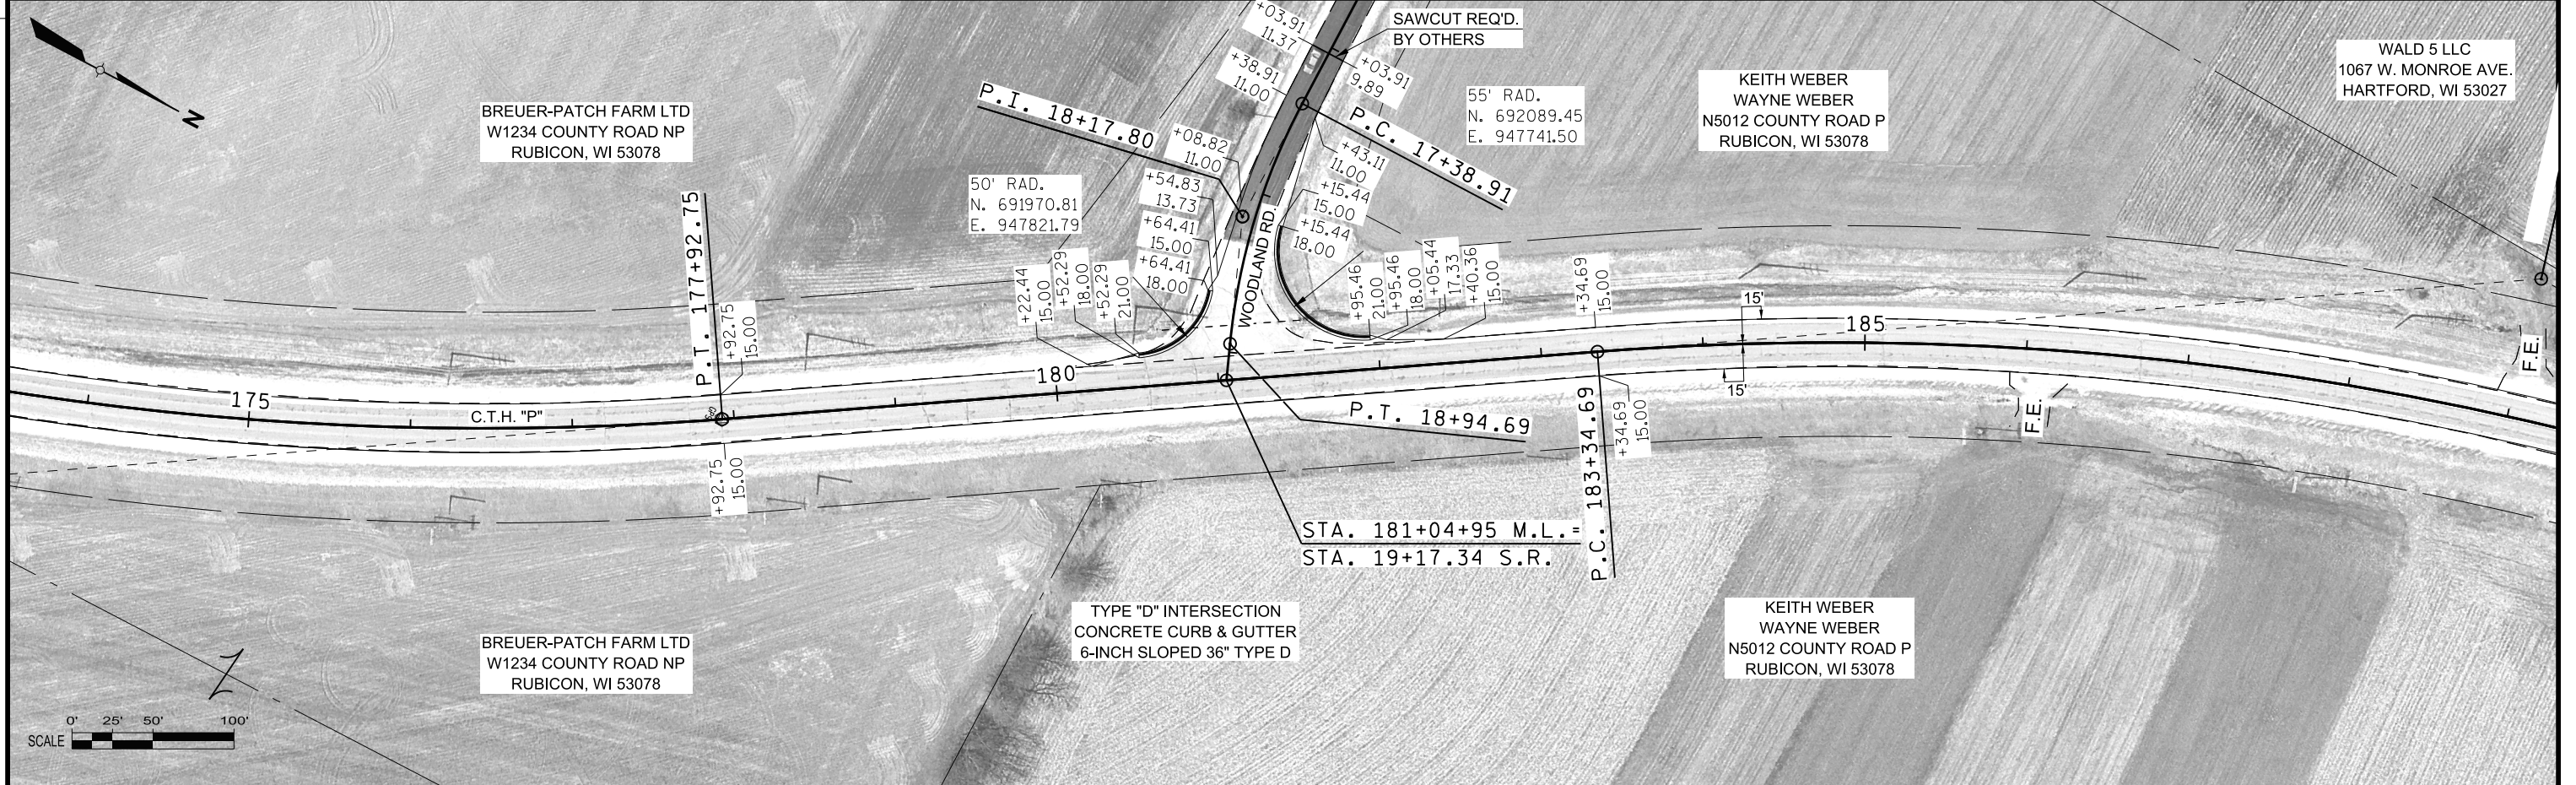 +03.91
11.37
SAWCUT REQ'D.
BY OTHERS
+38.91
11.00
+03.91
9.89
WALD 5 LLC
1067 W. MONROE AVE.
HARTFORD, WI 53027
KEITH WEBER
WAYNE WEBER
N5012 COUNTY ROAD P
RUBICON, WI 53078
N
BREUER-PATCH FARM LTD
W1234 COUNTY ROAD NP
RUBICON, WI 53078
P.I. 18+17.80
+08.82
11.00
P.C. 17+38.91
55' RAD.
N. 692089.45
E. 947741.50
+43.11
11.00
+15.44
15.00
+15.44
18.00
50' RAD.
N. 691970.81
E. 947821.79
+54.83
13.73
+64.41
15.00
+64.41
18.00
WOODLAND RD.
+22.44
15.00
+52.29
18.00
+52.29
21.00
+95.46
21.00
+95.46
18.00
+05.44
17.33
+40.36
15.00
+34.69
15.00
P.T. 177+92.75
+92.75
15.00
15'
185
F.E.
180
175
C.T.H. "P"
15'
F.E.
P.T. 18+94.69
P.C. 183+34.69
+34.69
15.00
+92.75
15.00
STA. 181+04+95 M.L.=
STA. 19+17.34 S.R.
TYPE "D" INTERSECTION
CONCRETE CURB & GUTTER
6-INCH SLOPED 36" TYPE D
KEITH WEBER
WAYNE WEBER
N5012 COUNTY ROAD P
RUBICON, WI 53078
BREUER-PATCH FARM LTD
W1234 COUNTY ROAD NP
RUBICON, WI 53078
0' 25' 50' 100'
SCALE